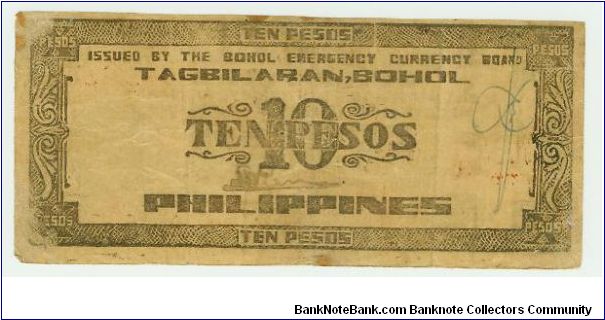 TEN PESOS
PESOS PESOS
ISSUED BY THE BOHOL EMERGENCY CURRENCY BOARD
TAGBILARAN, BOHOL
10
TEN PESOS
PHILIPPINES
PESOS PESOS
TEN PESOS
BankNoteBank.com Banknote Collectors Community